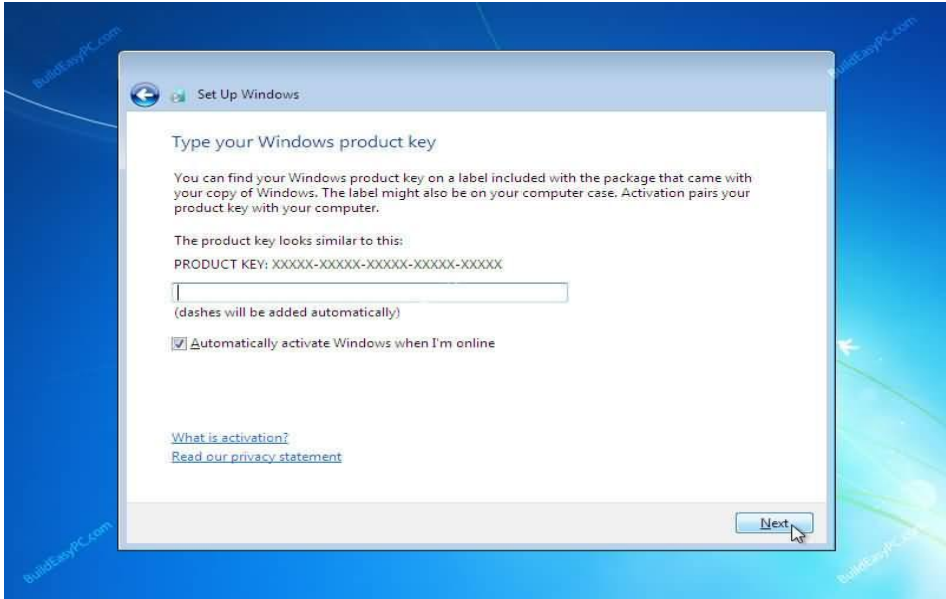 BuildEasyPC.com
BuildEasyPC.com
Set Up Windows
Type your Windows product key
You can find your Windows product key on a label included with the package that came with
your copy of Windows. The label might also be on your computer case. Activation pairs your
product key with your computer.
The product key looks similar to this:
PRODUCT KEY: XXXXX-XXXXX-XXXXX-XXXXX-XXXXX
(dashes will be added automatically)
Automatically activate Windows when I'm online
What is activation?
Read our privacy statement
Next
BuildEasyPC.com
BuildEasyPC.com